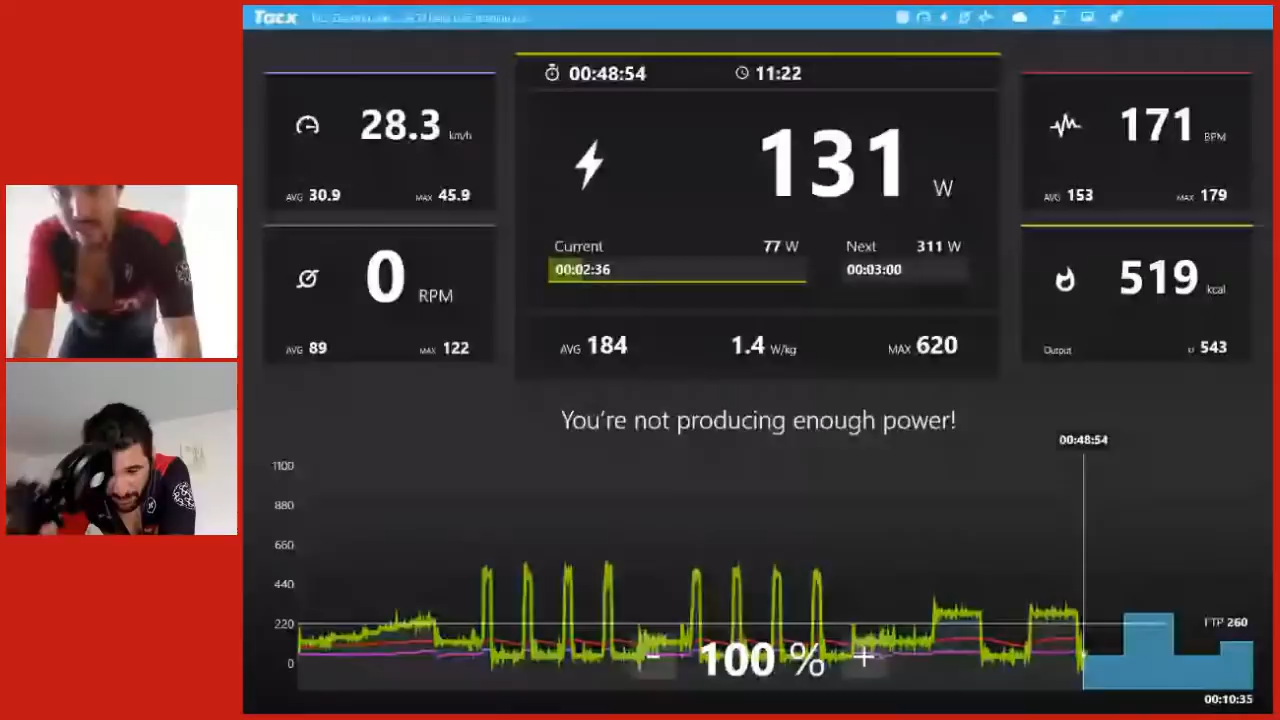 Tacx
00:48:54 11:22
28.3 km/h
AVG 30.9 MAX 45.9
131 W
171 BPM
AVG 153 MAX 179
Current 77 W Next 311 W
00:02:36 00:03:00
0 RPM
AVG 89 MAX 122
519 kcal
Output 543
AVG 184 1.4 W/kg MAX 620
You're not producing enough power!
00:48:54
1100
880
660
440
220
0
FTP 260
- 100 % +
00:10:35